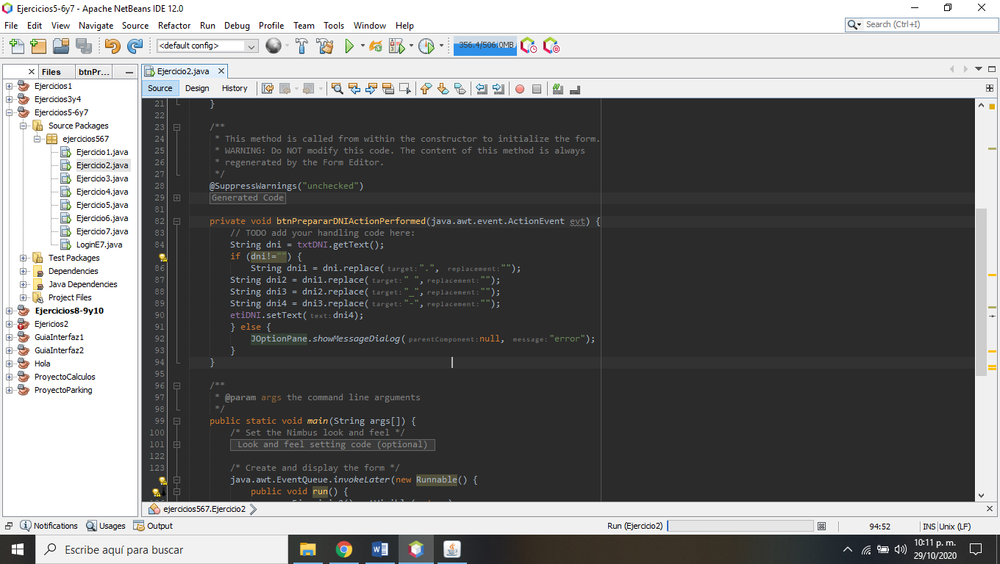 Ejercicios5-6y7 - Apache NetBeans IDE 12.0
File Edit View Navigate Source Refactor Run Debug Profile Team Tools Window Help
Search (Ctrl+I)
<default config>
356.4/506.0MB
Files btnPr...
Ejercicio2.java
Source Design History
Ejercicios1
Ejercicios3y4
Ejercicios5-6y7
Source Packages
ejercicios567
Ejercicio1.java
Ejercicio2.java
Ejercicio3.java
Ejercicio4.java
Ejercicio5.java
Ejercicio6.java
Ejercicio7.java
LoginE7.java
Test Packages
Dependencies
Java Dependencies
Project Files
Ejercicios8-9y10
Ejericios2
GuiaInterfaz1
GuiaInterfaz2
Hola
ProyectoCalculos
ProyectoParking
21 }
22
23 /**
24 * This method is called from within the constructor to initialize the form.
25 * WARNING: Do NOT modify this code. The content of this method is always
26 * regenerated by the Form Editor.
27 */
28 @SuppressWarnings("unchecked")
29 Generated Code
81
82 private void btnPrepararDNIActionPerformed(java.awt.event.ActionEvent evt) {
83 // TODO add your handling code here:
84 String dni = txtDNI.getText();
if (dni!="") {
86 String dni1 = dni.replace(target:".", replacement:"");
87 String dni2 = dni1.replace(target:" ",replacement:"");
88 String dni3 = dni2.replace(target:"_",replacement:"");
89 String dni4 = dni3.replace(target:"-",replacement:"");
90 etiDNI.setText(text:dni4);
91 } else {
92 JOptionPane.showMessageDialog(parentComponent:null, message:"error");
93 }
94 }
95
96 /**
97 * @param args the command line arguments
98 */
99 public static void main(String args[]) {
100 /* Set the Nimbus look and feel */
101 Look and feel setting code (optional)
122
123 /* Create and display the form */
java.awt.EventQueue.invokeLater(new Runnable() {
public void run() {
ejercicios567.Ejercicio2
Notifications Usages Output
Run (Ejercicio2)
94:52 INS Unix (LF)
Escribe aquí para buscar
10:11 p. m.
29/10/2020